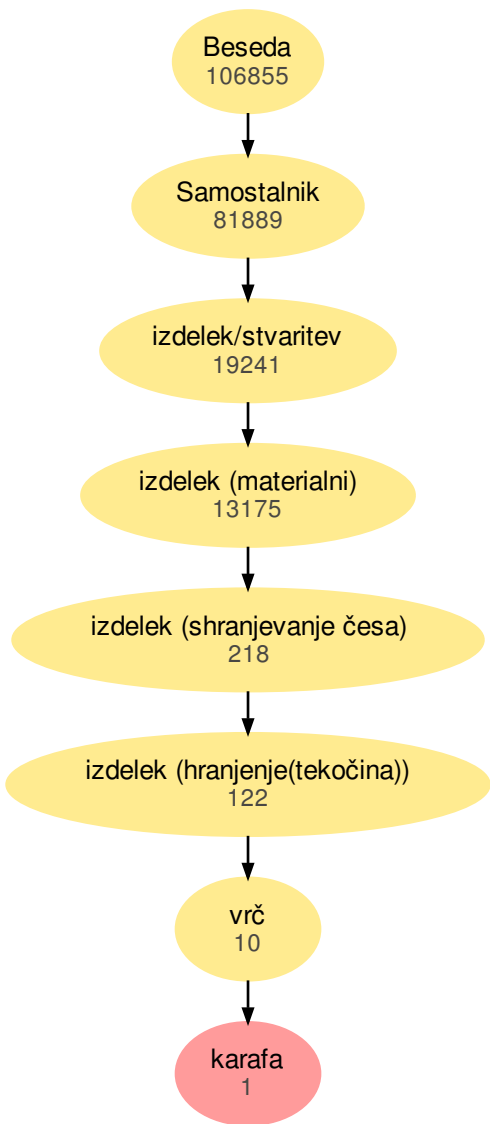 Beseda
106855
Samostalnik
81889
izdelek/stvaritev
19241
izdelek (materialni)
13175
izdelek (shranjevanje česa)
218
izdelek (hranjenje(tekočina))
122
vrč
10
karafa
1